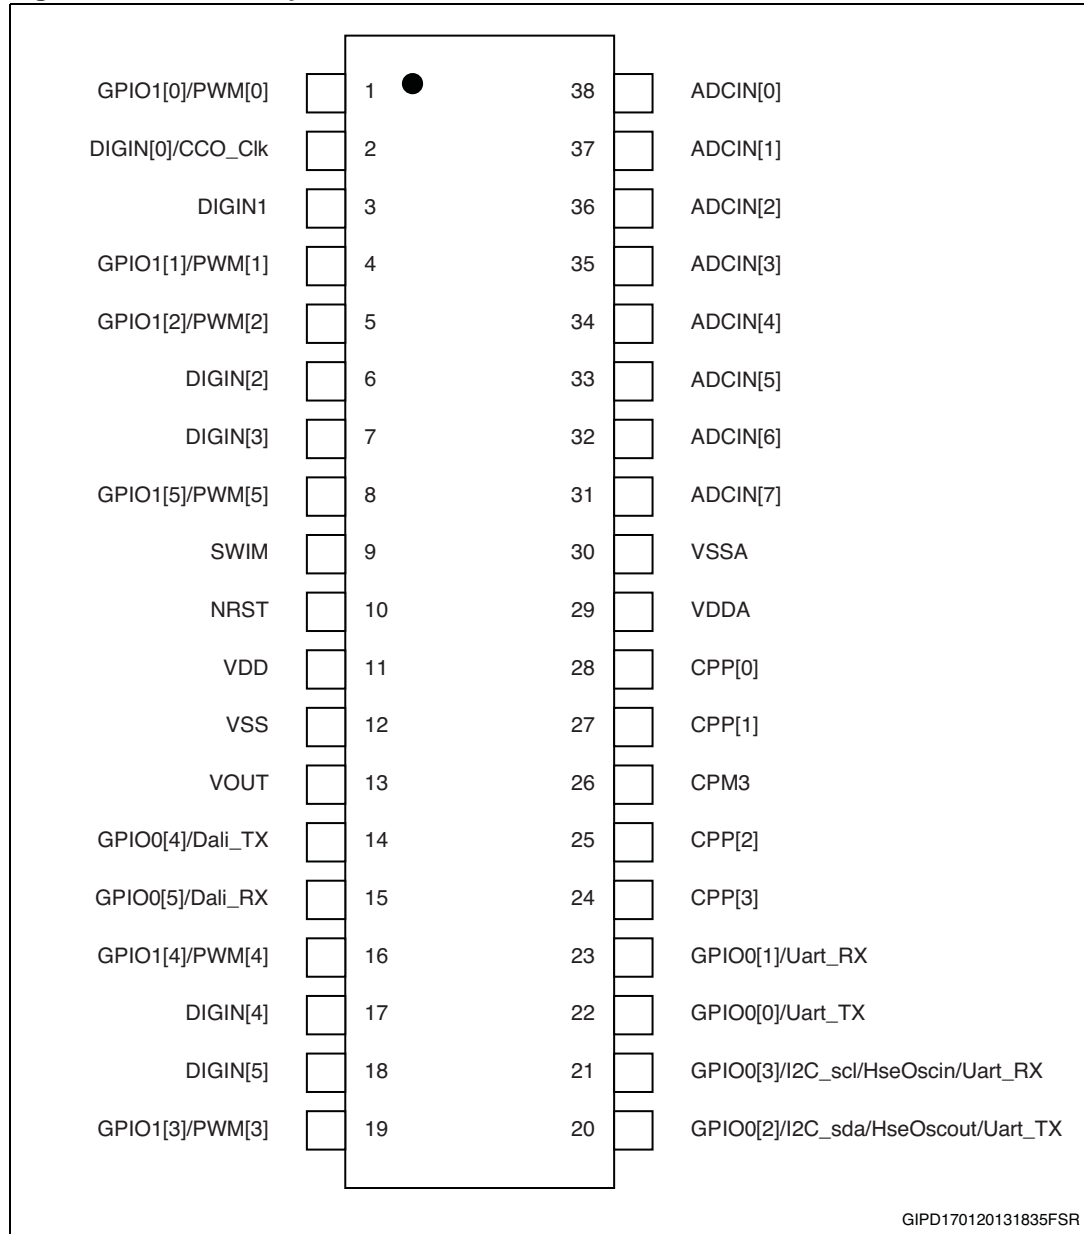 GPIO1[0]/PWM[0] 1 38 ADCIN[0]
DIGIN[0]/CCO_Clk 2 37 ADCIN[1]
DIGIN1 3 36 ADCIN[2]
GPIO1[1]/PWM[1] 4 35 ADCIN[3]
GPIO1[2]/PWM[2] 5 34 ADCIN[4]
DIGIN[2] 6 33 ADCIN[5]
DIGIN[3] 7 32 ADCIN[6]
GPIO1[5]/PWM[5] 8 31 ADCIN[7]
SWIM 9 30 VSSA
NRST 10 29 VDDA
VDD 11 28 CPP[0]
VSS 12 27 CPP[1]
VOUT 13 26 CPM3
GPIO0[4]/Dali_TX 14 25 CPP[2]
GPIO0[5]/Dali_RX 15 24 CPP[3]
GPIO1[4]/PWM[4] 16 23 GPIO0[1]/Uart_RX
DIGIN[4] 17 22 GPIO0[0]/Uart_TX
DIGIN[5] 18 21 GPIO0[3]/I2C_scl/HseOscin/Uart_RX
GPIO1[3]/PWM[3] 19 20 GPIO0[2]/I2C_sda/HseOscout/Uart_TX
GIPD170120131835FSR